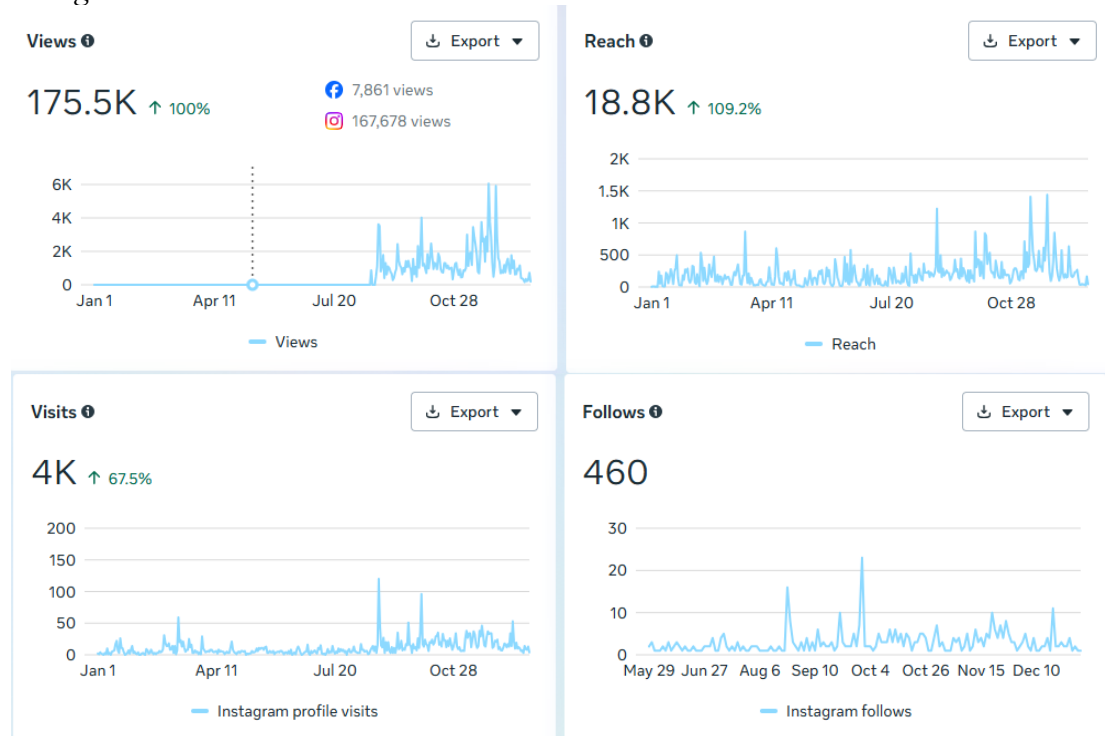 Views
Export
175.5K ↑ 100%
7,861 views
167,678 views
6K
4K
2K
0
Jan 1 Apr 11 Jul 20 Oct 28
Views
Reach
Export
18.8K ↑ 109.2%
2K
1.5K
1K
500
0
Jan 1 Apr 11 Jul 20 Oct 28
Reach
Visits
Export
4K ↑ 67.5%
200
150
100
50
0
Jan 1 Apr 11 Jul 20 Oct 28
Instagram profile visits
Follows
Export
460
30
20
10
0
May 29 Jun 27 Aug 6 Sep 10 Oct 4 Oct 26 Nov 15 Dec 10
Instagram follows